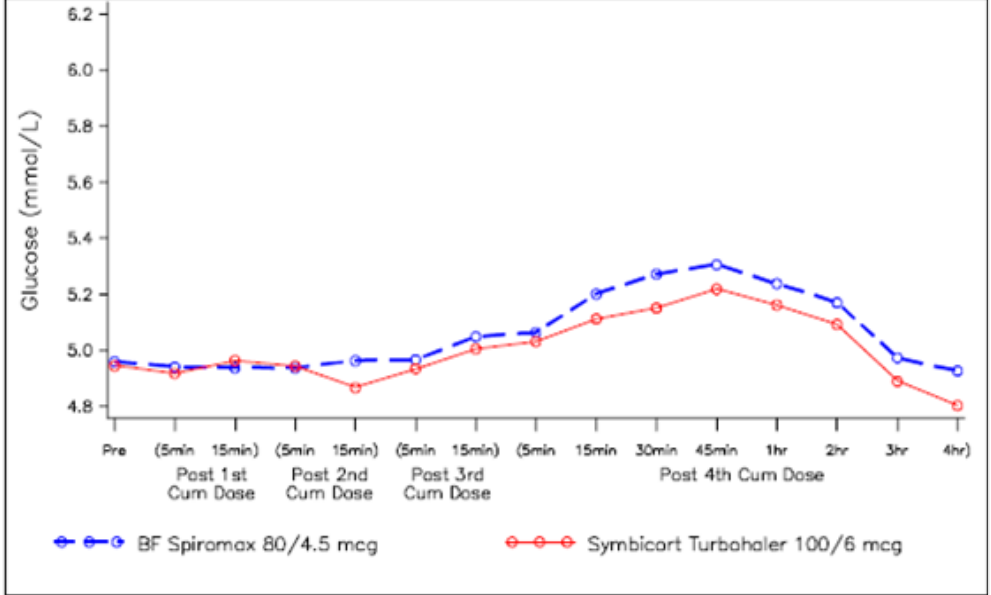 6.2
6.0
5.8
5.6
5.4
5.2
5.0
4.8
Glucose (mmol/L)
Pre (5min 15min) (5min 15min) (5min 15min) (5min 15min 30min 45min 1hr 2hr 3hr 4hr)
Post 1st Post 2nd Post 3rd Post 4th Cum Dose
Cum Dose Cum Dose Cum Dose
BF Spiromax 80/4.5 mcg Symbicort Turbohaler 100/6 mcg